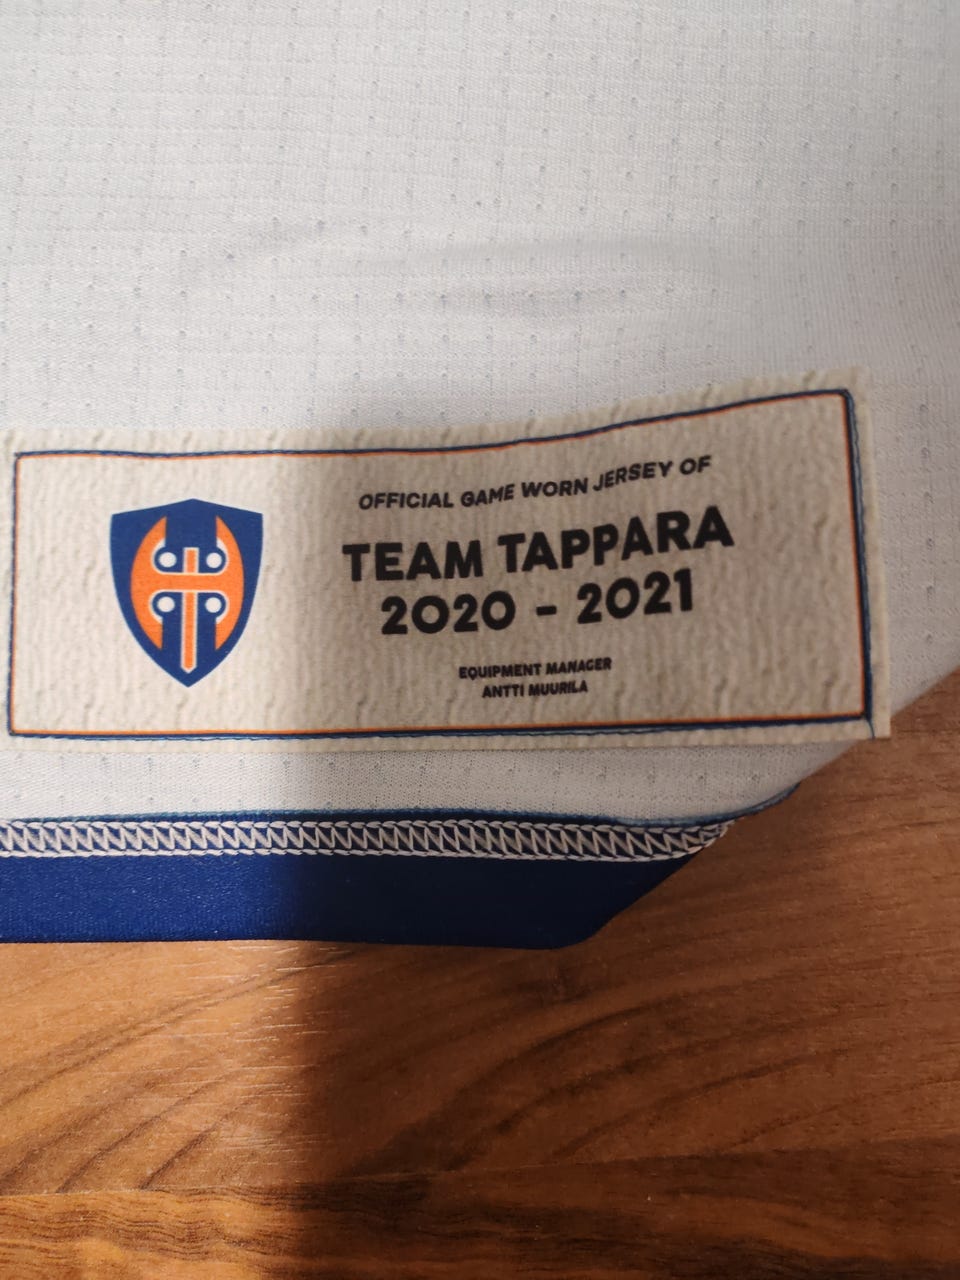 OFFICIAL GAME WORN JERSEY OF
TEAM TAPPARA
2020 - 2021
EQUIPMENT MANAGER
ANTTI MUURILA